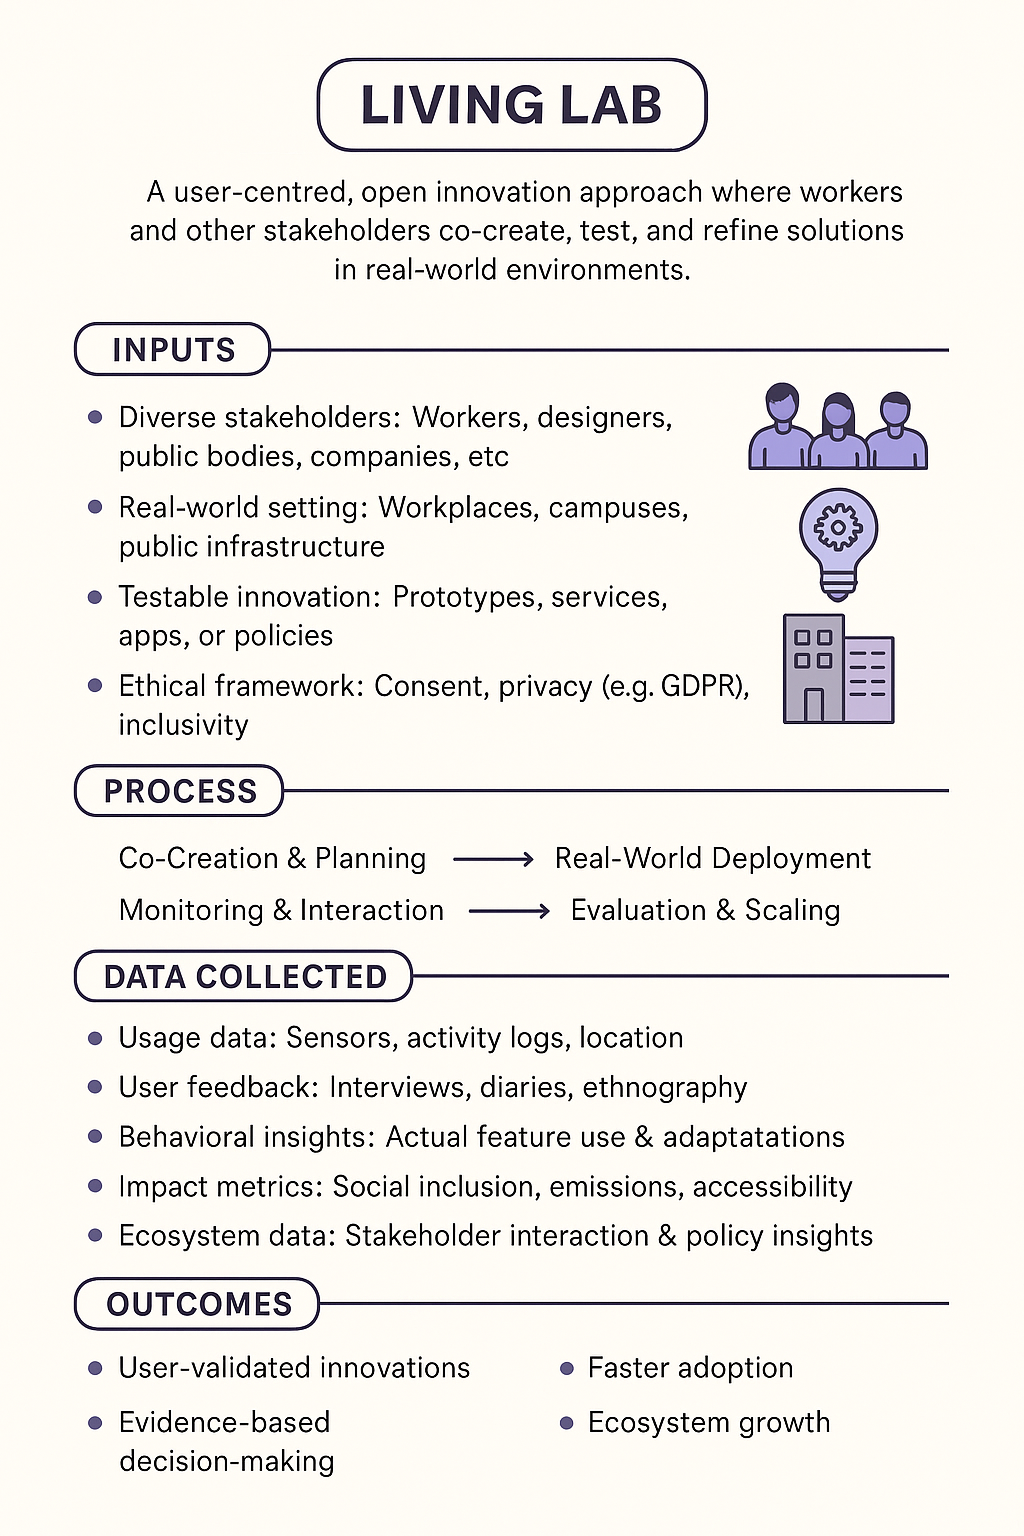 LIVING LAB
A user-centred, open innovation approach where workers
and other stakeholders co-create, test, and refine solutions
in real-world environments.
INPUTS
• Diverse stakeholders: Workers, designers,
public bodies, companies, etc
• Real-world setting: Workplaces, campuses,
public infrastructure
• Testable innovation: Prototypes, services,
apps, or policies
• Ethical framework: Consent, privacy (e.g. GDPR),
inclusivity
PROCESS
Co-Creation & Planning → Real-World Deployment
Monitoring & Interaction → Evaluation & Scaling
DATA COLLECTED
• Usage data: Sensors, activity logs, location
• User feedback: Interviews, diaries, ethnography
• Behavioral insights: Actual feature use & adaptatations
• Impact metrics: Social inclusion, emissions, accessibility
• Ecosystem data: Stakeholder interaction & policy insights
OUTCOMES
• User-validated innovations
• Evidence-based
decision-making
• Faster adoption
• Ecosystem growth